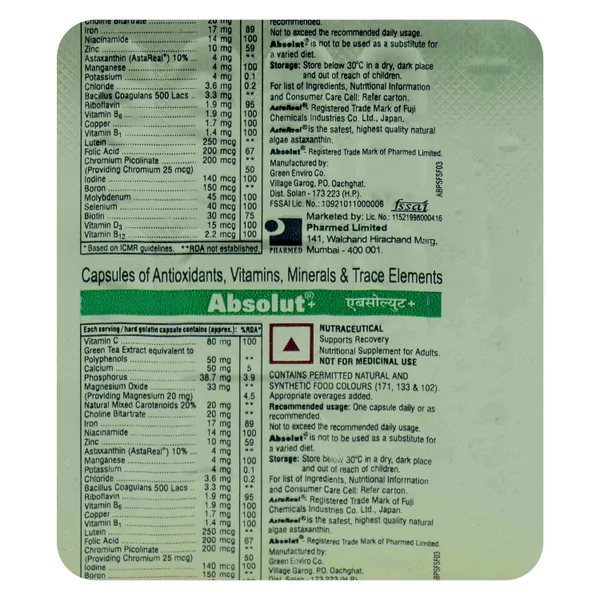 Choline Bitartrate 20 mg **
Iron 17 mg 89
Niacinamide 14 mg 100
Zinc 10 mg 59
Astaxanthin (AstaReal®) 10% .. 4 mg **
Manganese 4 mg 100
Potassium 4 mg 0.1
Chloride 3.6 mg 0.2
Bacillus Coagulans 500 Lacs .. 3.3 mg **
Riboflavin 1.9 mg 95
Vitamin B6 1.9 mg 100
Copper 1.7 mg 100
Vitamin B1 1.4 mg 100
Lutein 250 mcg **
Folic Acid 200 mcg 67
Chromium Picolinate 200 mcg **
(Providing Chromium 25 mcg) 50
Iodine 140 mcg 100
Boron 150 mcg **
Molybdenum 45 mcg 100
Selenium 40 mcg 100
Biotin 30 mcg 75
Vitamin D3 15 mcg 100
Vitamin B12 2.2 mcg 100
*Based on ICMR guidelines. **RDA not established.
recommended.
Not to exceed the recommended daily usage.
Absolut® is not to be used as a substitute for
a varied diet.
Storage: Store below 30°C in a dry, dark place
and out of reach of children.
For list of Ingredients, Nutritional Information
and Consumer Care Cell: Refer carton.
AstaReal®: Registered Trade Mark of Fuji
Chemicals Industries Co. Ltd., Japan.
AstaReal® is the safest, highest quality natural
algae astaxanthin.
Absolut®- Registered Trade Mark of Pharmed Limited.
Manufactured by:
Green Enviro Co.
Village Garog, P.O. Oachghat,
Dist. Solan - 173 223 (H.P.)
FSSAI Lic. No.: 10921011000006 fssai
Marketed by: Lic. No.: 11521998000416
Pharmed Limited
141, Walchand Hirachand Marg,
Mumbai - 400 001.
PHARMED
ABPSFSF03
Capsules of Antioxidants, Vitamins, Minerals & Trace Elements
Absolut®+ एबसोल्यूट+
Each serving / hard gelatin capsule contains (approx.): %RDA*
Vitamin C 80 mg 100
Green Tea Extract equivalent to
Polyphenols 50 mg **
Calcium 50 mg 5
Phosphorus 38.7 mg 3.9
Magnesium Oxide 33 mg **
(Providing Magnesium 20 mg) 4.5
Natural Mixed Carotenoids 20% 20 mg **
Choline Bitartrate 20 mg **
Iron 17 mg 89
Niacinamide 14 mg 100
Zinc 10 mg 59
Astaxanthin (AstaReal®) 10% .. 4 mg **
Manganese 4 mg 100
Potassium 4 mg 0.1
Chloride 3.6 mg 0.2
Bacillus Coagulans 500 Lacs .. 3.3 mg **
Riboflavin 1.9 mg 95
Vitamin B6 1.9 mg 100
Copper 1.7 mg 100
Vitamin B1 1.4 mg 100
Lutein 250 mcg **
Folic Acid 200 mcg 67
Chromium Picolinate 200 mcg **
(Providing Chromium 25 mcg) 50
Iodine 140 mcg 100
Boron 150 mcg **
NUTRACEUTICAL
Supports Recovery
Nutritional Supplement for Adults.
NOT FOR MEDICINAL USE
CONTAINS PERMITTED NATURAL AND
SYNTHETIC FOOD COLOURS (171, 133 & 102).
Appropriate overages added.
Recommended usage: One capsule daily or as
recommended.
Not to exceed the recommended daily usage.
Absolut® is not to be used as a substitute for
a varied diet.
Storage: Store below 30°C in a dry, dark place
and out of reach of children.
For list of Ingredients, Nutritional Information
and Consumer Care Cell: Refer carton.
AstaReal®: Registered Trade Mark of Fuji
Chemicals Industries Co. Ltd., Japan.
AstaReal® is the safest, highest quality natural
algae astaxanthin.
Absolut®- Registered Trade Mark of Pharmed Limited.
Manufactured by:
Green Enviro Co.
Village Garog, P.O. Oachghat,
Dist. Solan - 173 223 (H.P.)
ABPSFSF03